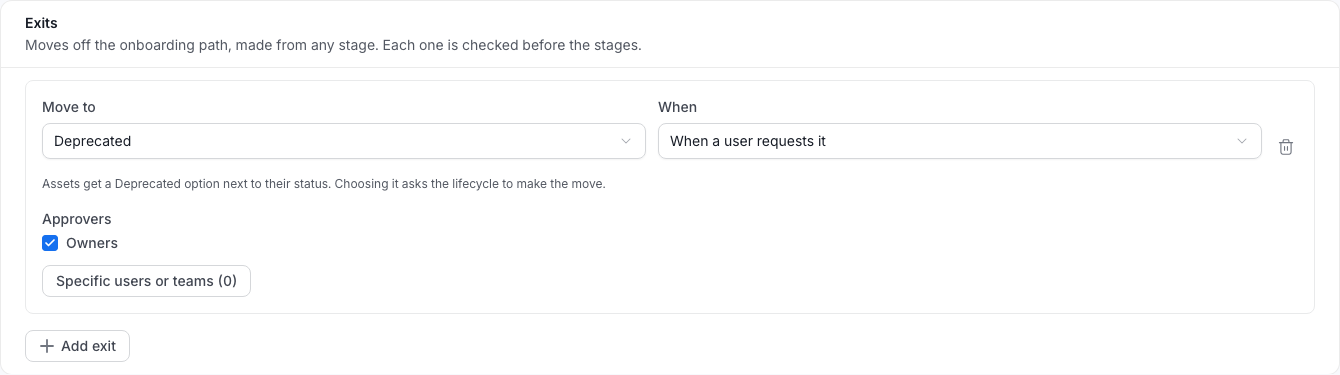 Exits
Moves off the onboarding path, made from any stage. Each one is checked before the stages.
Move to
When
Deprecated
When a user requests it
Assets get a Deprecated option next to their status. Choosing it asks the lifecycle to make the move.
Approvers
Owners
Specific users or teams (0)
Add exit